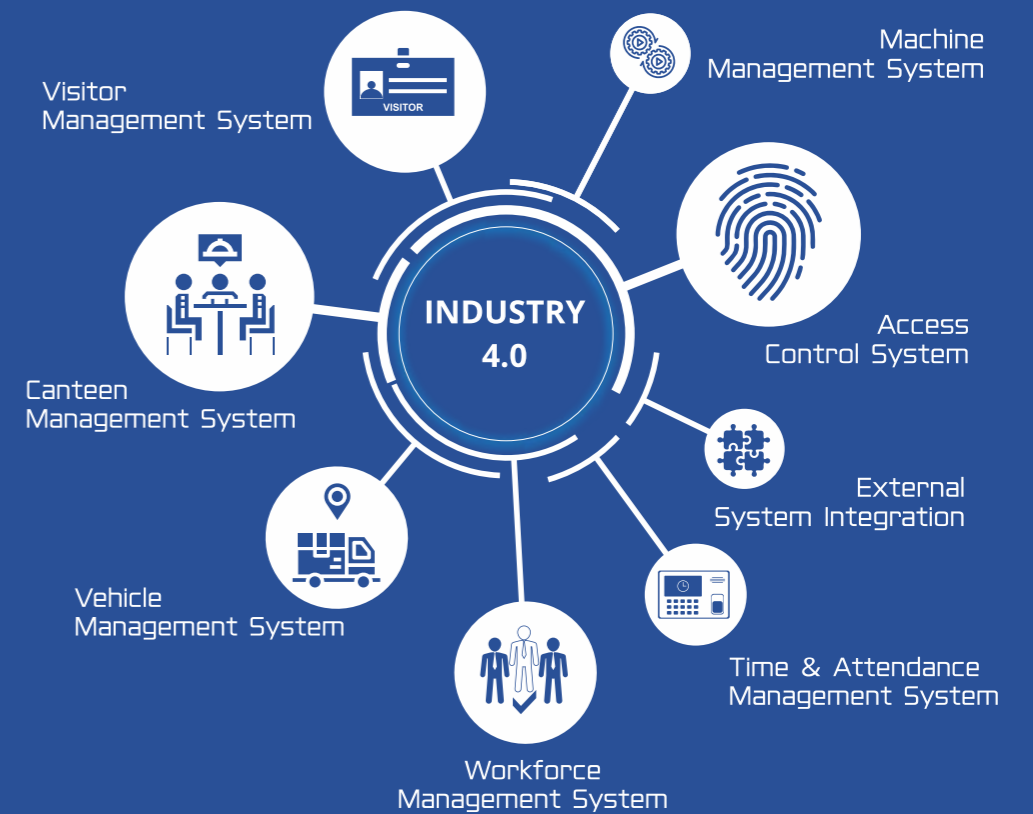 Machine
Management System
Visitor
Management System
VISITOR
INDUSTRY
4.0
Access
Control System
Canteen
Management System
External
System Integration
Vehicle
Management System
Time & Attendance
Management System
Workforce
Management System